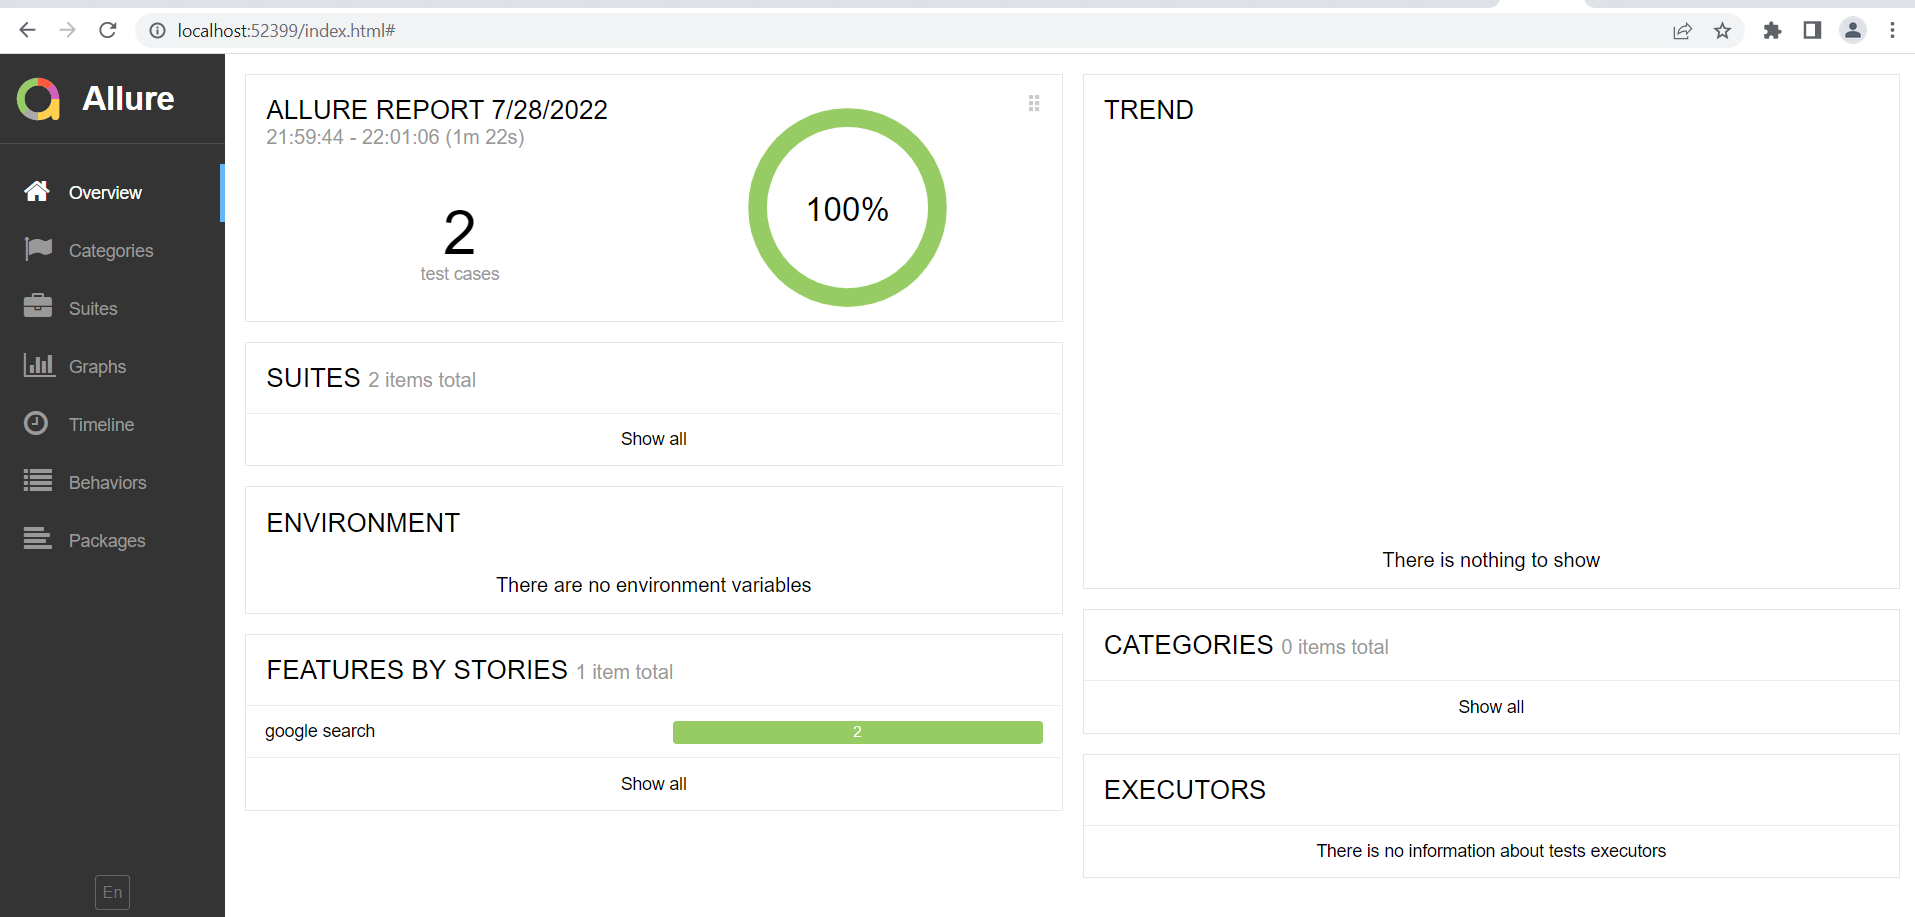 localhost:52399/index.html#
Allure
Overview
Categories
Suites
Graphs
Timeline
Behaviors
Packages
En
ALLURE REPORT 7/28/2022
21:59:44 - 22:01:06 (1m 22s)
2
test cases
100%
SUITES 2 items total
Show all
ENVIRONMENT
There are no environment variables
FEATURES BY STORIES 1 item total
google search 2
Show all
TREND
There is nothing to show
CATEGORIES 0 items total
Show all
EXECUTORS
There is no information about tests executors